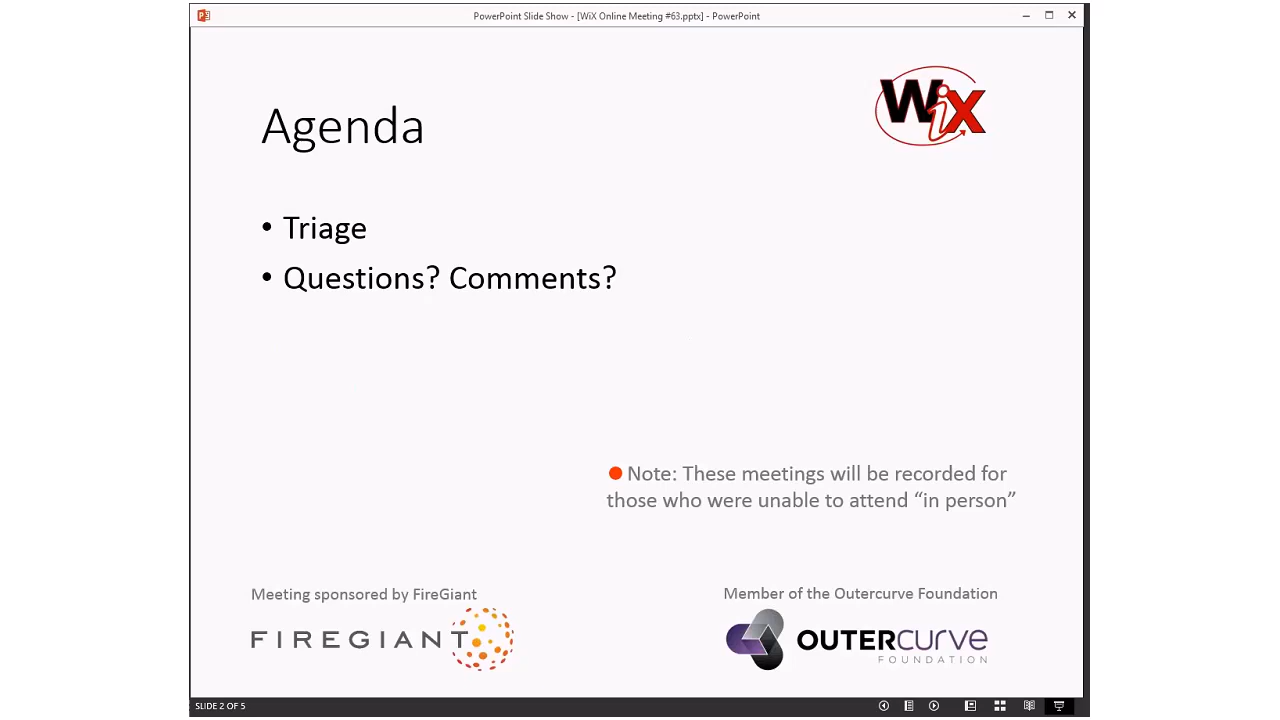 PowerPoint Slide Show - [WiX Online Meeting #63.pptx] - PowerPoint
WiX
Agenda
• Triage
• Questions? Comments?
Note: These meetings will be recorded for
those who were unable to attend “in person”
Meeting sponsored by FireGiant
FIREGIANT
Member of the Outercurve Foundation
OUTERCURVE
FOUNDATION
SLIDE 2 OF 5